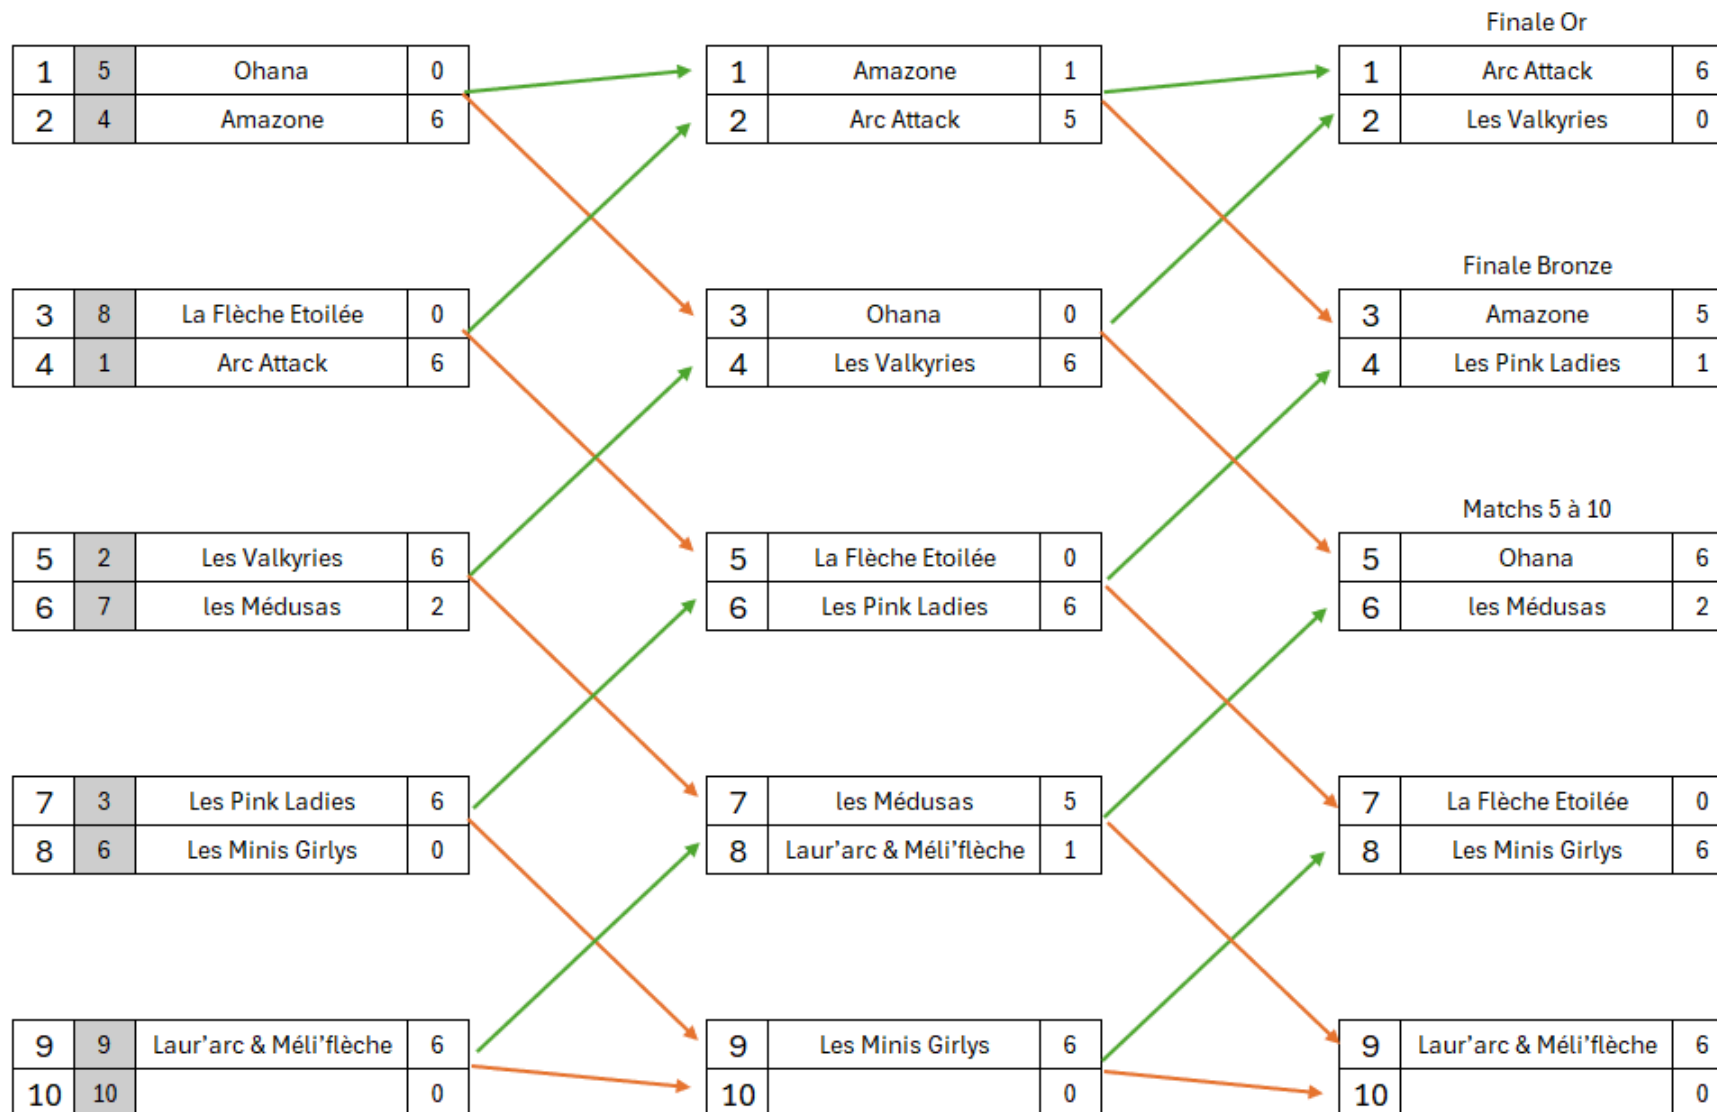 Finale Or
1 5 Ohana 0 1 Amazone 1 1 Arc Attack 6
2 4 Amazone 6 2 Arc Attack 5 2 Les Valkyries 0
Finale Bronze
3 8 La Flèche Etoilée 0 3 Ohana 0 3 Amazone 5
4 1 Arc Attack 6 4 Les Valkyries 6 4 Les Pink Ladies 1
Matchs 5 à 10
5 2 Les Valkyries 6 5 La Flèche Etoilée 0 5 Ohana 6
6 7 les Médusas 2 6 Les Pink Ladies 6 6 les Médusas 2
7 3 Les Pink Ladies 6 7 les Médusas 5 7 La Flèche Etoilée 0
8 6 Les Minis Girlys 0 8 Laur’arc & Méli’flèche 1 8 Les Minis Girlys 6
9 9 Laur’arc & Méli’flèche 6 9 Les Minis Girlys 6 9 Laur’arc & Méli’flèche 6
10 10 0 10 0 10 0